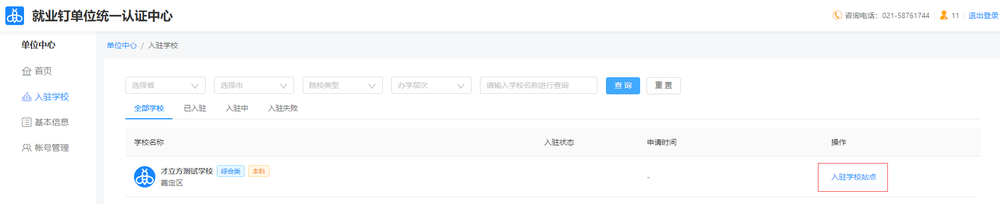 就业钉单位统一认证中心
咨询电话：021-58761744 11 退出登录
单位中心
首页
入驻学校
基本信息
帐号管理
单位中心 / 入驻学校
选择省 选择市 院校类型 办学层次 请输入学校名称进行查询 查 询 重 置
全部学校 已入驻 入驻中 入驻失败
学校名称 入驻状态 申请时间 操作
才立方测试学校 综合类 本科
嘉定区
- 入驻学校站点